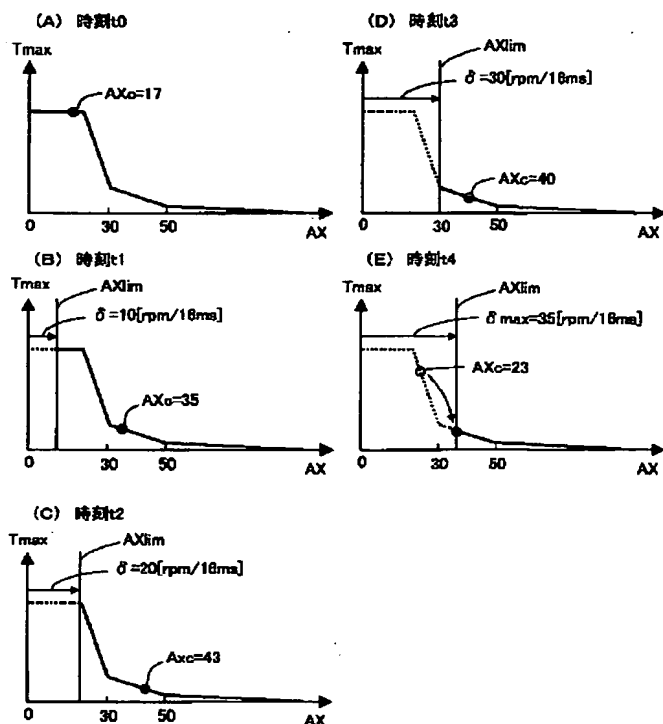 (A) 時刻t0
Tmax
AXo=17
0
30
50
AX
(B) 時刻t1
AXlim
Tmax
δ=10[rpm/16ms]
AXo=35
0
30
50
AX
(C) 時刻t2
Tmax
AXlim
δ=20[rpm/16ms]
Axc=43
0
30
50
AX
(D) 時刻t3
Tmax
AXlim
δ=30[rpm/16ms]
AXc=40
0
30
50
AX
(E) 時刻t4
AXlim
Tmax
δmax=35[rpm/16ms]
AXc=23
0
30
50
AX